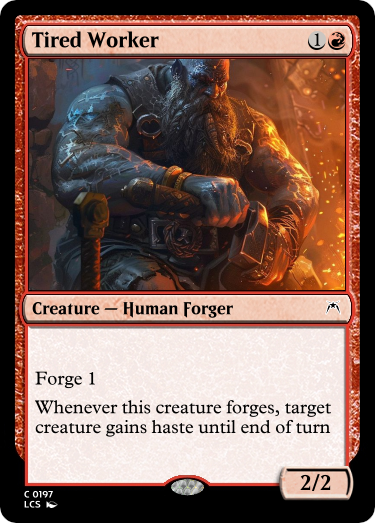 Tired Worker 1
Creature — Human Forger
Forge 1
Whenever this creature forges, target
creature gains haste until end of turn
2/2
C 0197
LCS